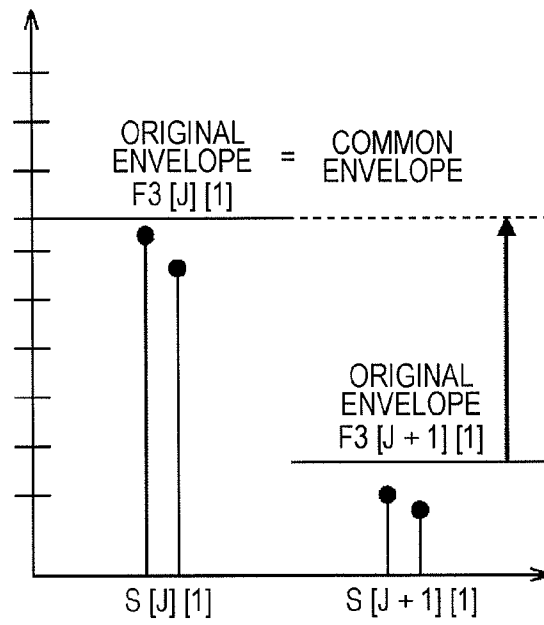 ORIGINAL
ENVELOPE
F3 [J] [1]
=
COMMON
ENVELOPE
ORIGINAL
ENVELOPE
F3 [J + 1] [1]
S [J] [1]
S [J + 1] [1]